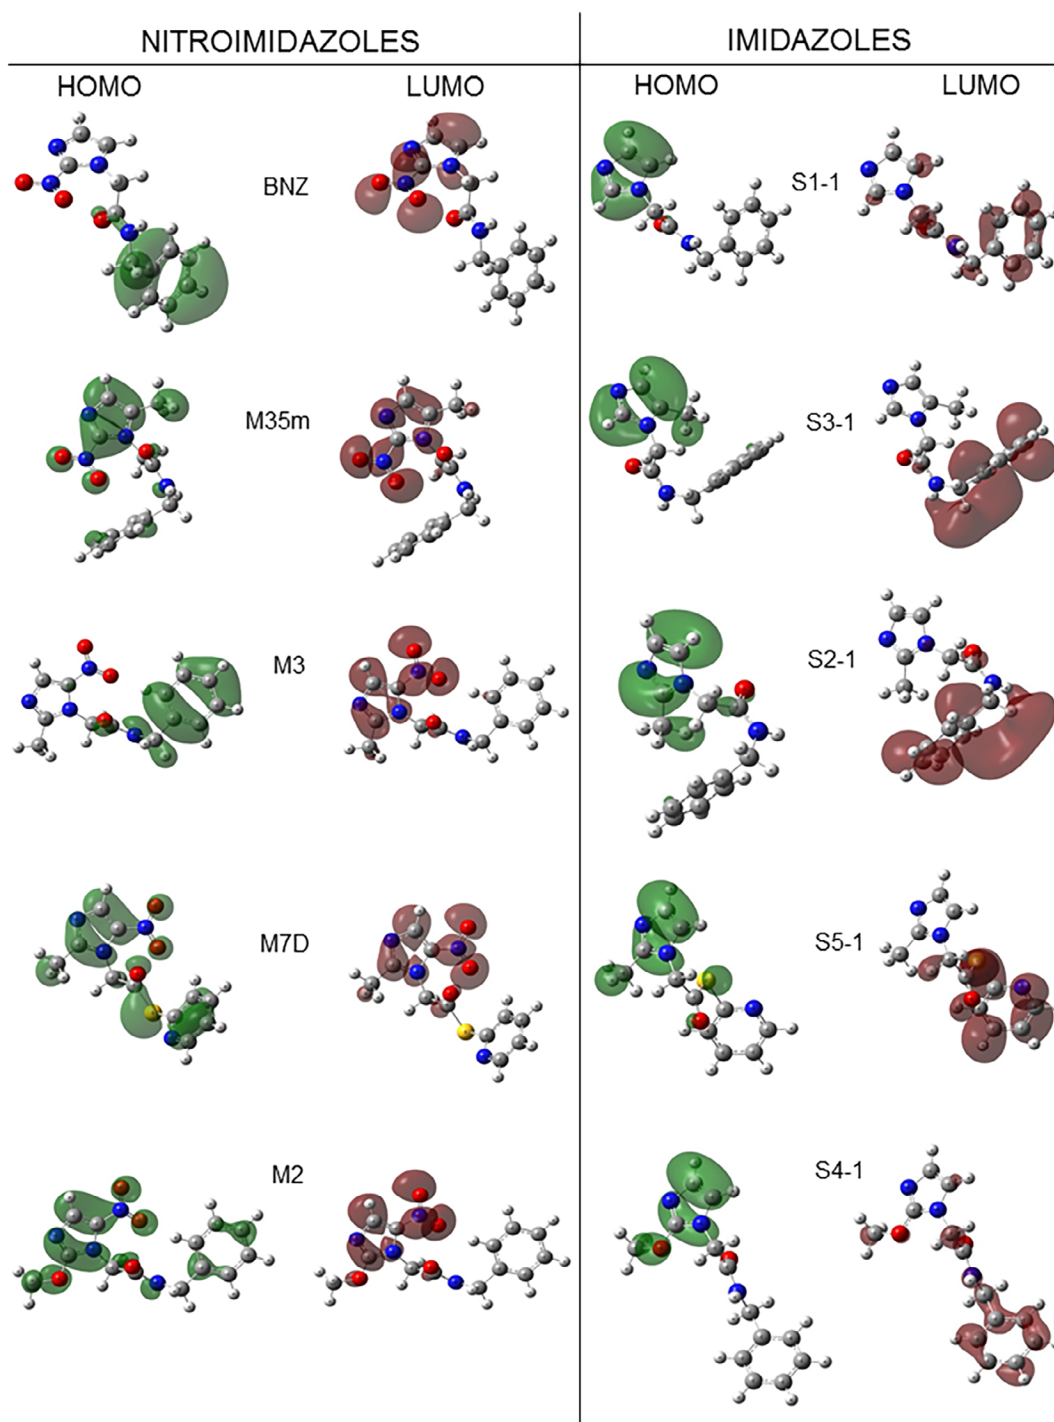 NITROIMIDAZOLES IMIDAZOLES
HOMO LUMO HOMO LUMO
BNZ S1-1
M35m S3-1
M3 S2-1
M7D S5-1
M2 S4-1